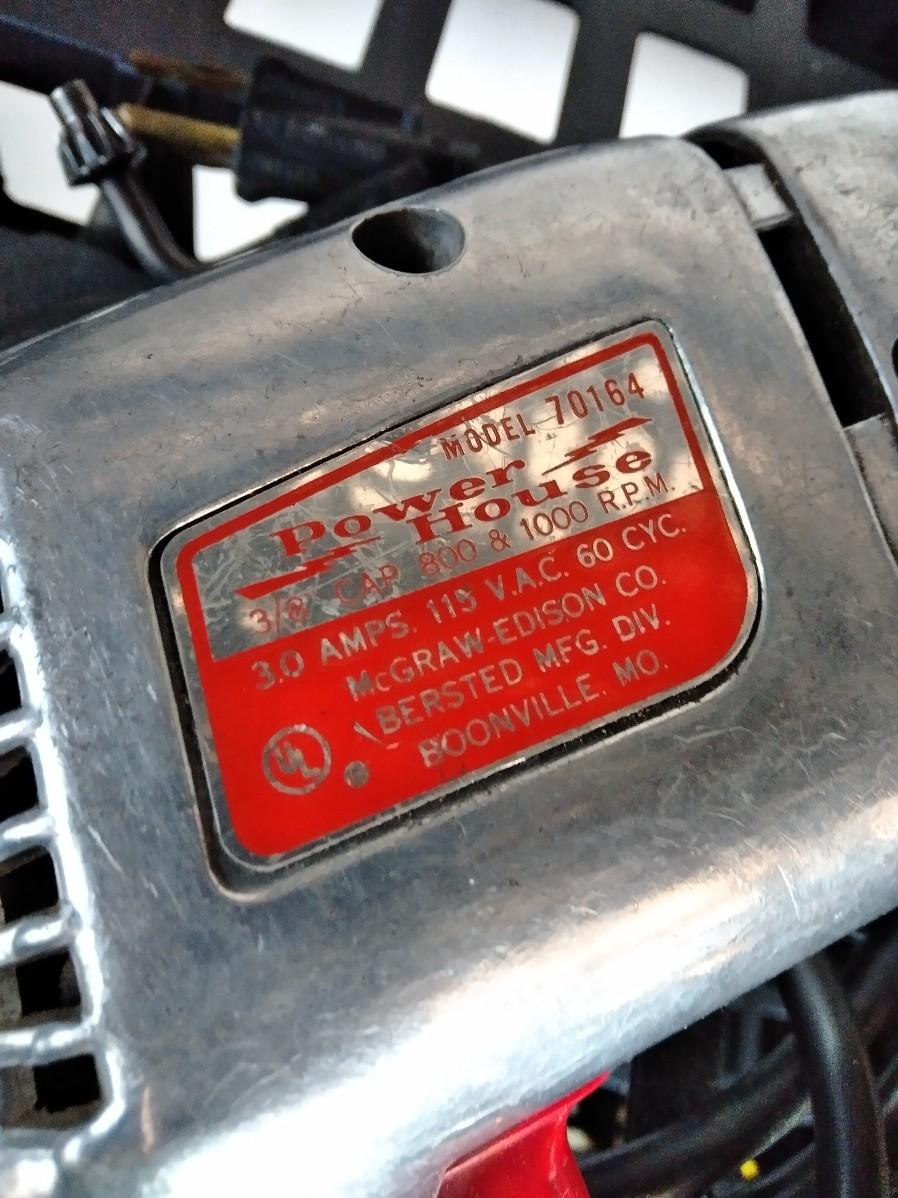 MODEL 70164
Power
House
3/8" CAP 800 & 1000 R.P.M.
3.0 AMPS. 115 V.A.C. 60 CYC.
McGRAW-EDISON CO.
BERSTED MFG. DIV.
BOONVILLE. MO.
UL
®